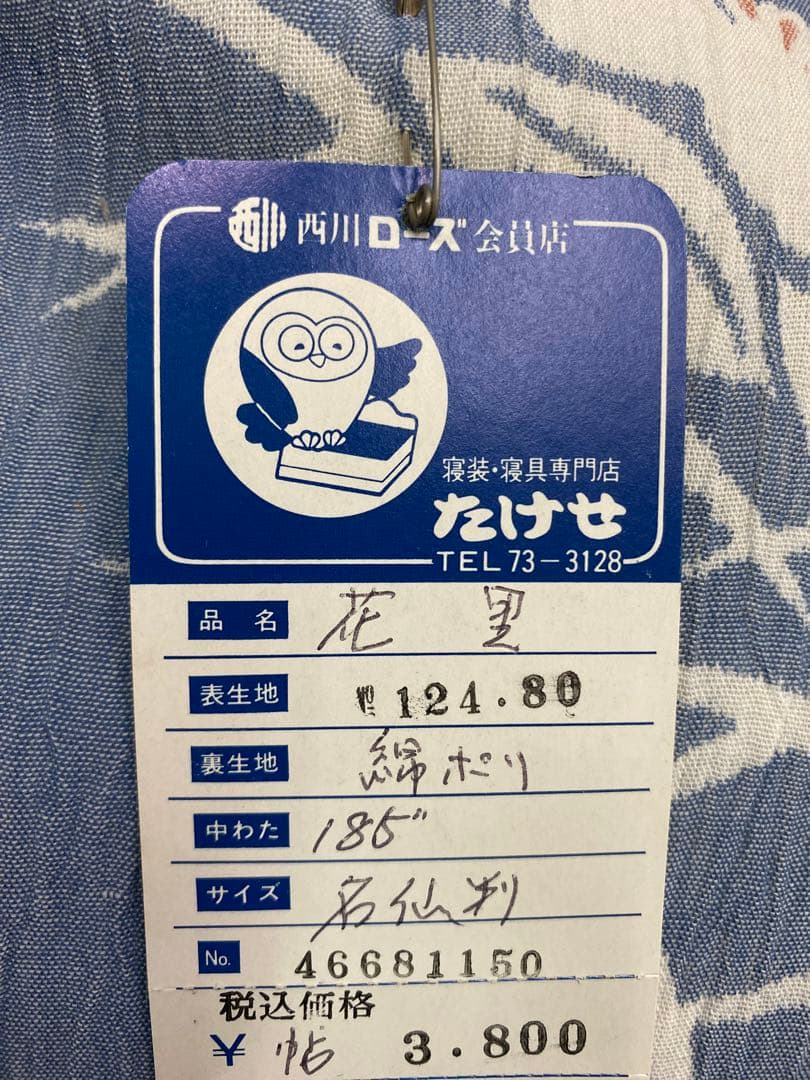 西川 西川ローズ会員店
寝装・寝具専門店
たけせ
TEL 73-3128
品名 花里
表生地 124.80
裏生地 綿ポリ
中わた 185"
サイズ 名仙判
No. 46681150
税込価格
¥ 3.800